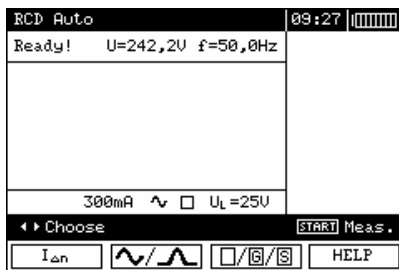 RCD Auto 09:27
Ready! U=242,2V f=50,0Hz
300mA UL=25V
Choose START Meas.
IΔn / □/G/S HELP